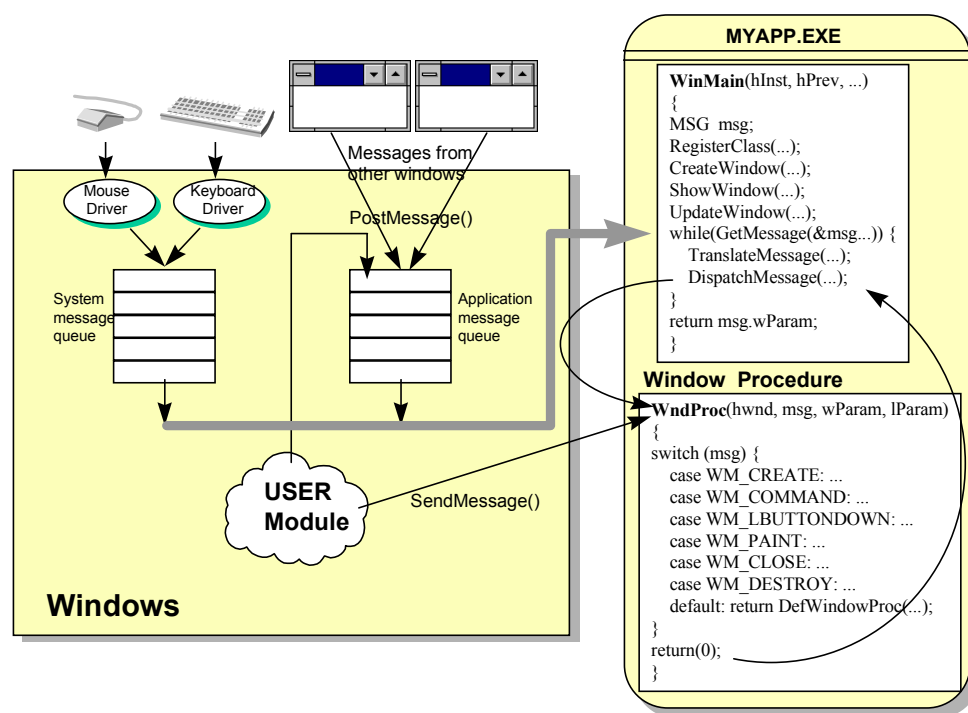 MYAPP.EXE
WinMain(hInst, hPrev, ...)
{
MSG  msg;
RegisterClass(...);
CreateWindow(...);
ShowWindow(...);
UpdateWindow(...);
while(GetMessage(&msg...)) {
TranslateMessage(...);
DispatchMessage(...);
}
return msg.wParam;
}
Window  Procedure
WndProc(hwnd, msg, wParam, lParam)
{
switch (msg) {
case WM_CREATE: ...
case WM_COMMAND: ...
case WM_LBUTTONDOWN: ...
case WM_PAINT: ...
case WM_CLOSE: ...
case WM_DESTROY: ...
default: return DefWindowProc(...);
}
return(0);
}
Messages from
other windows
Mouse
Driver
Keyboard
Driver
PostMessage()
System
message
queue
Application
message
queue
USER
Module
SendMessage()
Windows